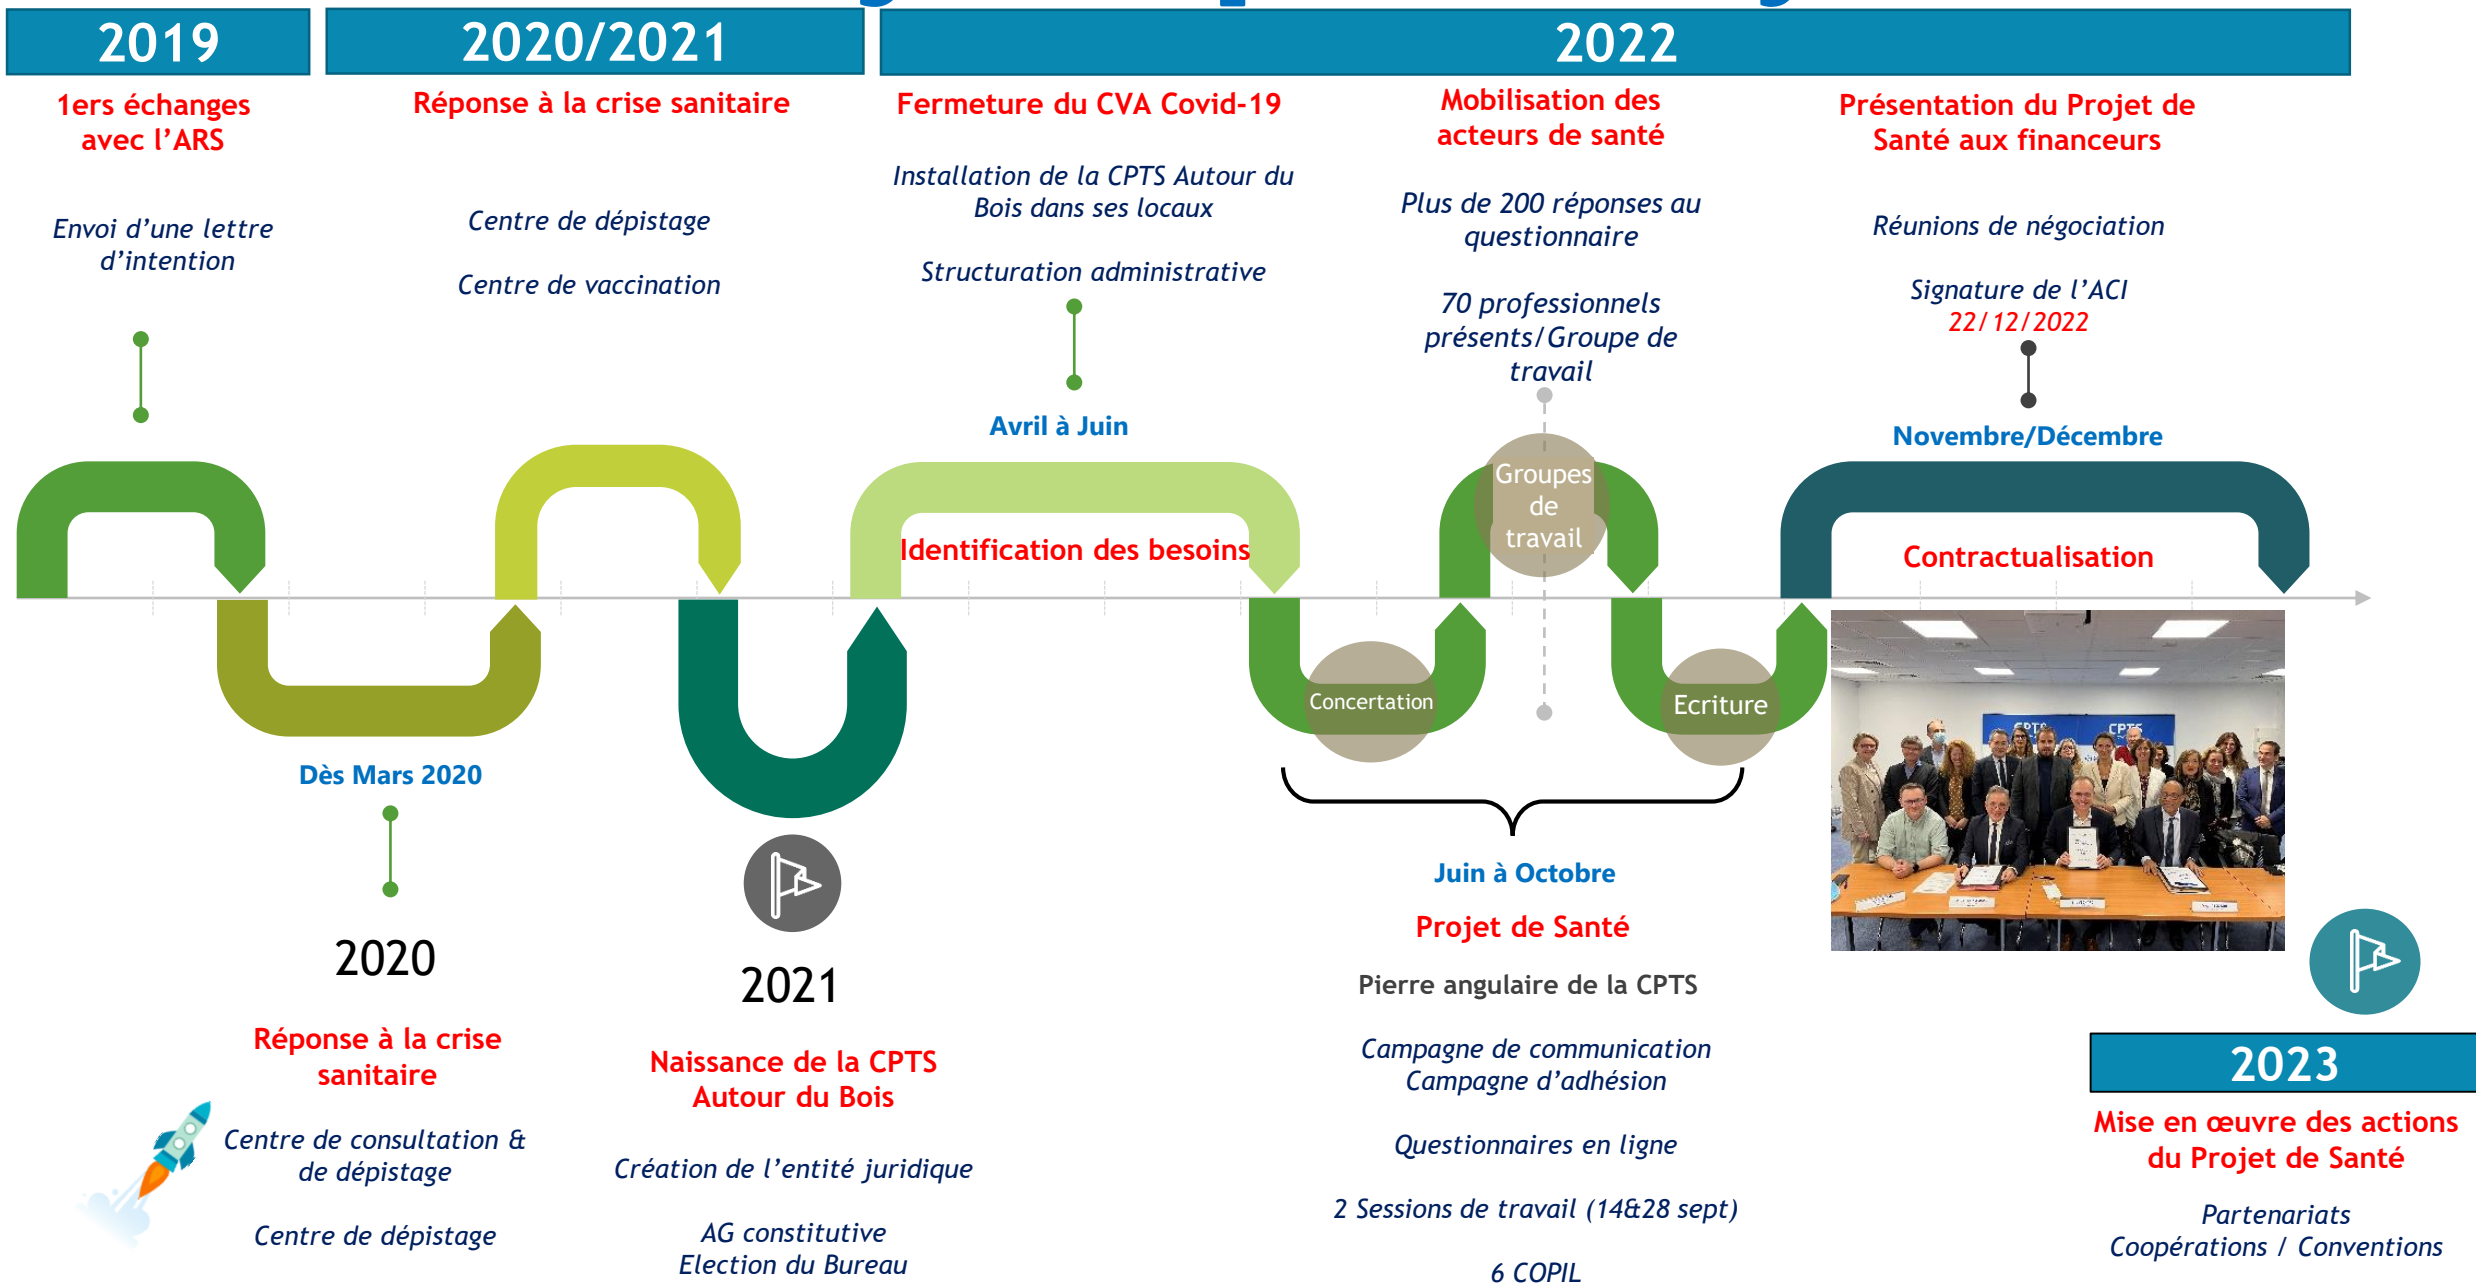 2019
2020/2021
2022
1ers échanges
avec l’ARS
Envoi d’une lettre
d’intention
Réponse à la crise sanitaire
Centre de dépistage
Centre de vaccination
Fermeture du CVA Covid-19
Installation de la CPTS Autour du
Bois dans ses locaux
Structuration administrative
Avril à Juin
Mobilisation des
acteurs de santé
Plus de 200 réponses au
questionnaire
70 professionnels
présents/Groupe de
travail
Présentation du Projet de
Santé aux financeurs
Réunions de négociation
Signature de l’ACI
22/12/2022
Novembre/Décembre
Groupes
de
travail
Identification des besoins
Contractualisation
Concertation
Ecriture
CPTS
CPTS
Dès Mars 2020
2020
Réponse à la crise
sanitaire
Centre de consultation &
de dépistage
Centre de dépistage
2021
Naissance de la CPTS
Autour du Bois
Création de l’entité juridique
AG constitutive
Election du Bureau
Juin à Octobre
Projet de Santé
Pierre angulaire de la CPTS
Campagne de communication
Campagne d’adhésion
Questionnaires en ligne
2 Sessions de travail (14&28 sept)
6 COPIL
2023
Mise en œuvre des actions
du Projet de Santé
Partenariats
Coopérations / Conventions